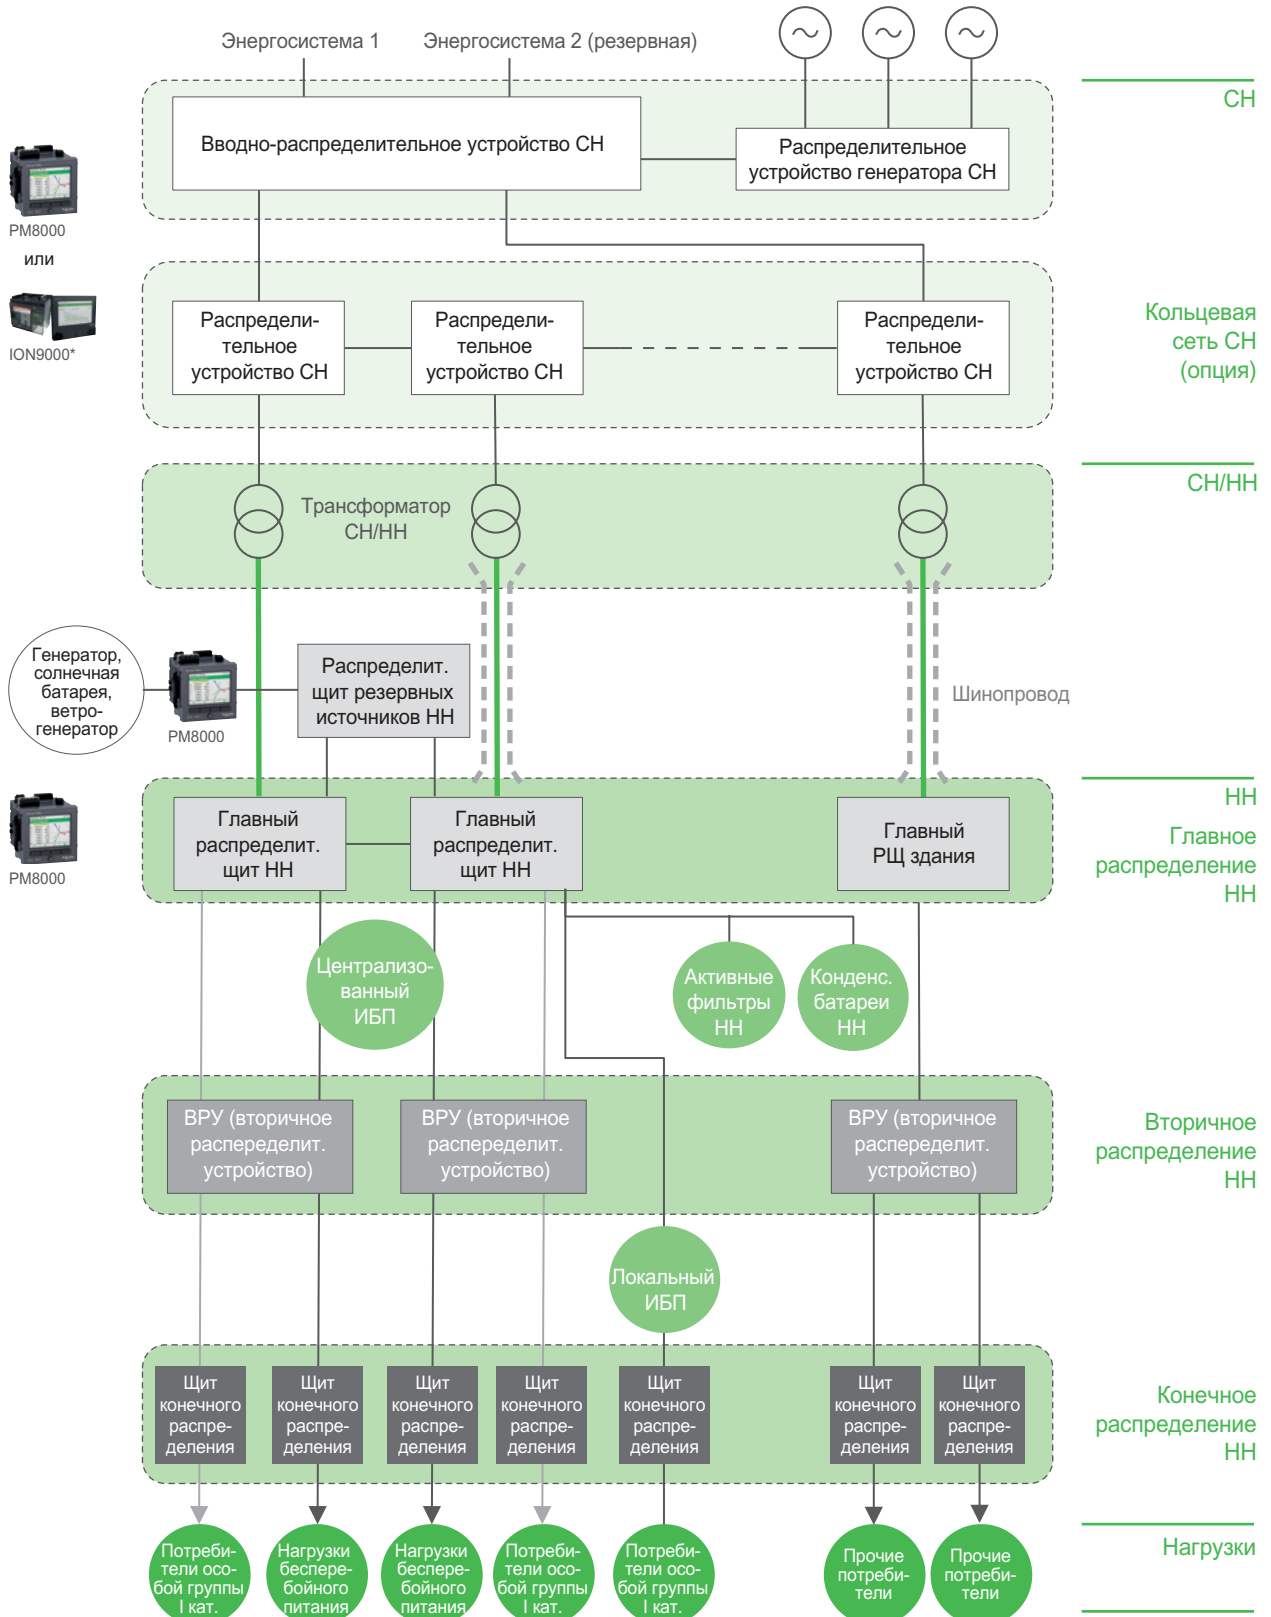 Энергосистема 1
Энергосистема 2 (резервная)
СН
Вводно-распределительное устройство СН
Распределительное
устройство генератора СН
PM8000
или
ION9000*
Распредели-
тельное
устройство СН
Распредели-
тельное
устройство СН
Распредели-
тельное
устройство СН
Кольцевая
сеть СН
(опция)
Трансформатор
СН/НН
СН/НН
Генератор,
солнечная
батарея,
ветро-
генератор
PM8000
Распределит.
щит резервных
источников НН
Шинопровод
PM8000
Главный
распределит.
щит НН
Главный
распределит.
щит НН
Главный
РЩ здания
НН
Главное
распределение
НН
Централизо-
ванный
ИБП
Активные
фильтры
НН
Конденс.
батареи
НН
ВРУ (вторичное
распеределит.
устройство)
ВРУ (вторичное
распеределит.
устройство)
ВРУ (вторичное
распеределит.
устройство)
Вторичное
распределение
НН
Локальный
ИБП
Щит
конечного
распре-
деления
Щит
конечного
распре-
деления
Щит
конечного
распре-
деления
Щит
конечного
распре-
деления
Щит
конечного
распре-
деления
Щит
конечного
распре-
деления
Щит
конечного
распре-
деления
Конечное
распределение
НН
Потреби-
тели осо-
бой группы
I кат.
Нагрузки
бесперe-
бойного
питания
Нагрузки
бесперe-
бойного
питания
Потреби-
тели осо-
бой группы
I кат.
Потреби-
тели осо-
бой группы
I кат.
Прочие
потреби-
тели
Прочие
потреби-
тели
Нагрузки